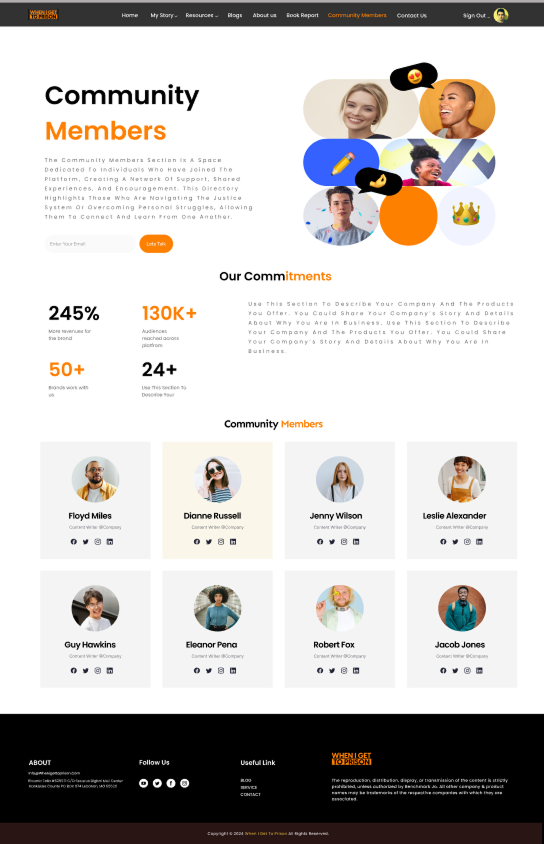 WHEN I GET
TO PRISON
Home My Story Resources Blogs About us Book Report Community Members Contact Us Sign Out
Community
Members
The Community Members Section Is A Space
Dedicated To Individuals Who Have Joined The
Platform, Creating A Network Of Support, Shared
Experiences, And Encouragement. This Directory
Highlights Those Who Are Navigating The Justice
System Or Overcoming Personal Struggles, Allowing
Them To Connect And Learn From One Another.
Enter Your Email
Lets Talk
Our Commitments
245%
More revenues for
the brand
130K+
Audiences
reached across
platfrom
50+
Brands work with
us
24+
Use This Section To
Describe Your
Use This Section To Describe Your Company And The Products
You Offer. You Could Share Your Company's Story And Details
About Why You Are In Business. Use This Section To Describe
Your Company And The Products You Offer. You Could Share
Your Company's Story And Details About Why You Are In
Business.
Community Members
Floyd Miles
Content Writer @Company
Dianne Russell
Content Writer @Company
Jenny Wilson
Content Writer @Company
Leslie Alexander
Content Writer @Company
Guy Hawkins
Content Writer @Company
Eleanor Pena
Content Writer @Company
Robert Fox
Content Writer @Company
Jacob Jones
Content Writer @Company
ABOUT
info@Whenigettoprison.com
Follow Us
Useful Link
BLOG
SERVICE
CONTACT
WHEN I GET
TO PRISON
The reproduction, distribution, display, or transmission of the content is strictly
prohibited, unless authorized by Benchmark Jo. All other company & product
names may be trademarks of the respective companies with which they are
associated.
Copyright © 2024 When I Get To Prison All Rights Reserved.